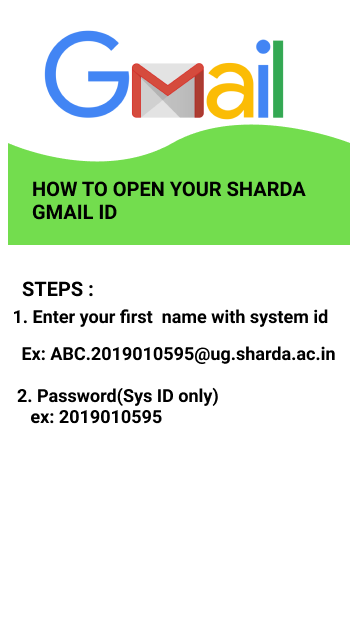 Gmail
HOW TO OPEN YOUR SHARDA
GMAIL ID
STEPS :
1. Enter your first  name with system id
Ex: ABC.2019010595@ug.sharda.ac.in
2. Password(Sys ID only)
ex: 2019010595